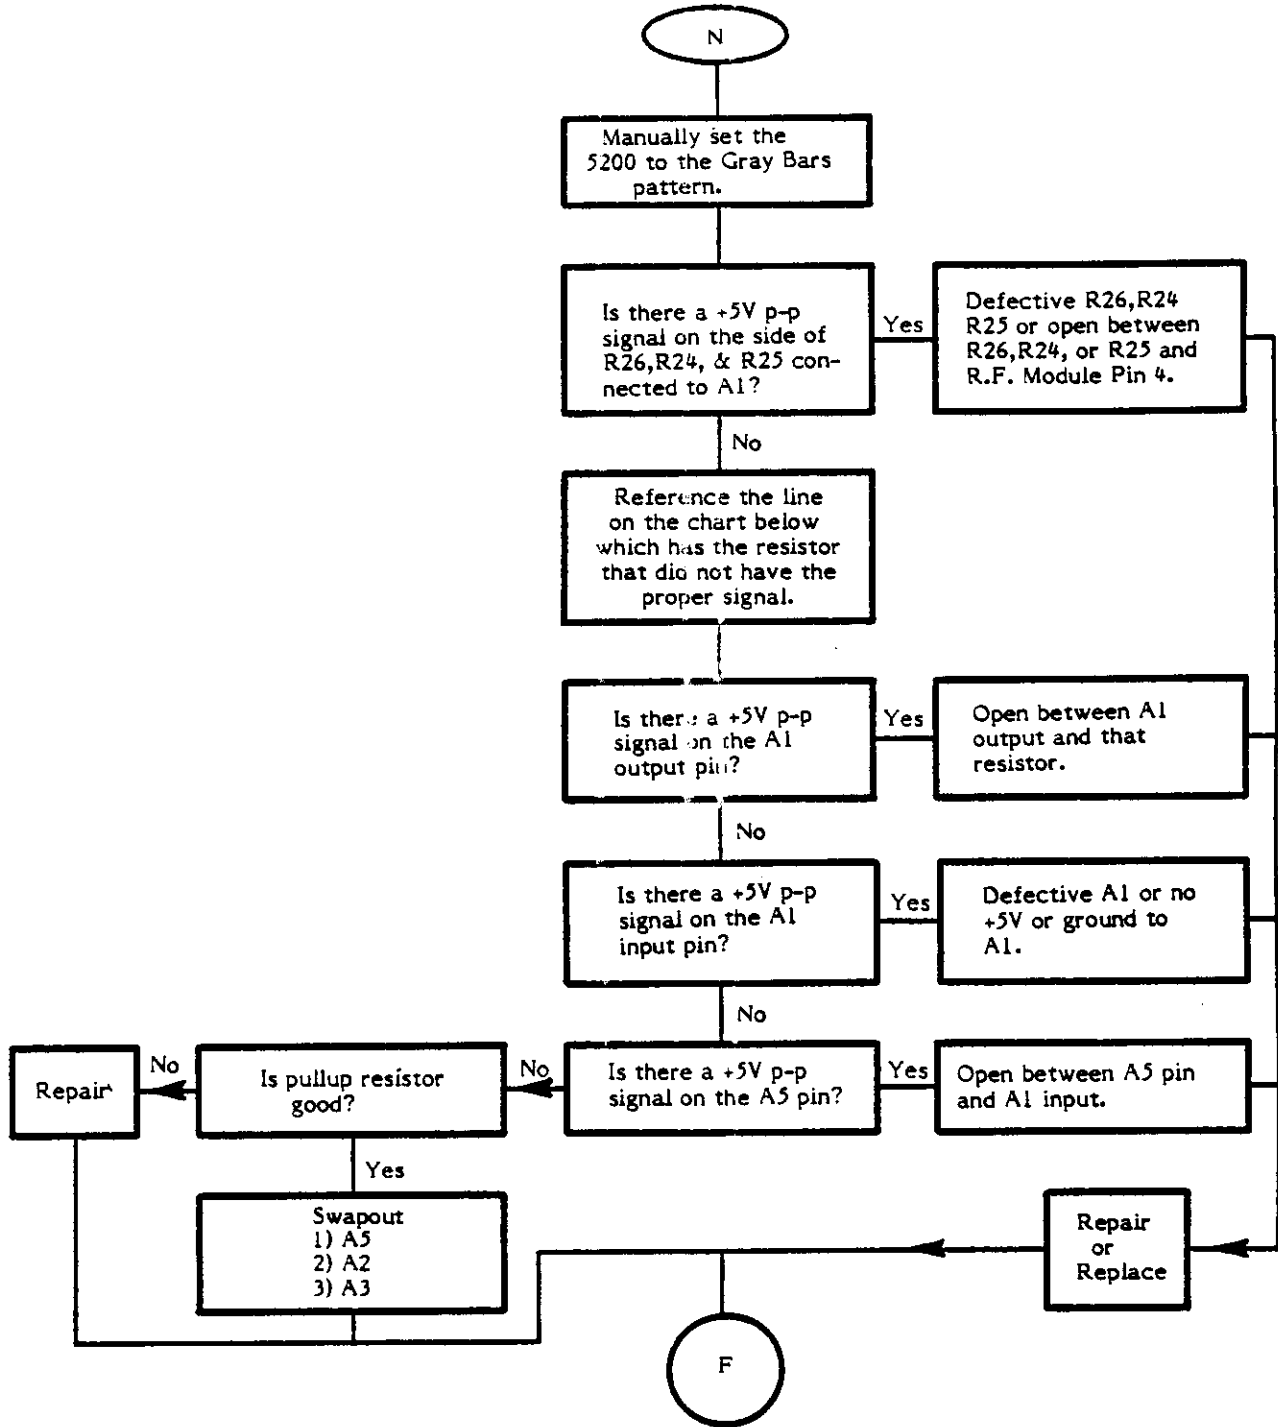 N
Manually set the
5200 to the Gray Bars
pattern.
Is there a +5V p-p
signal on the side of
R26,R24, & R25 con-
nected to A1?
Yes
Defective R26,R24
R25 or open between
R26,R24, or R25 and
R.F. Module Pin 4.
No
Reference the line
on the chart below
which has the resistor
that did not have the
proper signal.
Is there a +5V p-p
signal on the A1
output pin?
Yes
Open between A1
output and that
resistor.
No
Is there a +5V p-p
signal on the A1
input pin?
Yes
Defective A1 or no
+5V or ground to
A1.
No
Is there a +5V p-p
signal on the A5 pin?
Yes
Open between A5 pin
and A1 input.
No
Is pullup resistor
good?
No
Repair
Yes
Swapout
1) A5
2) A2
3) A3
Repair
or
Replace
F